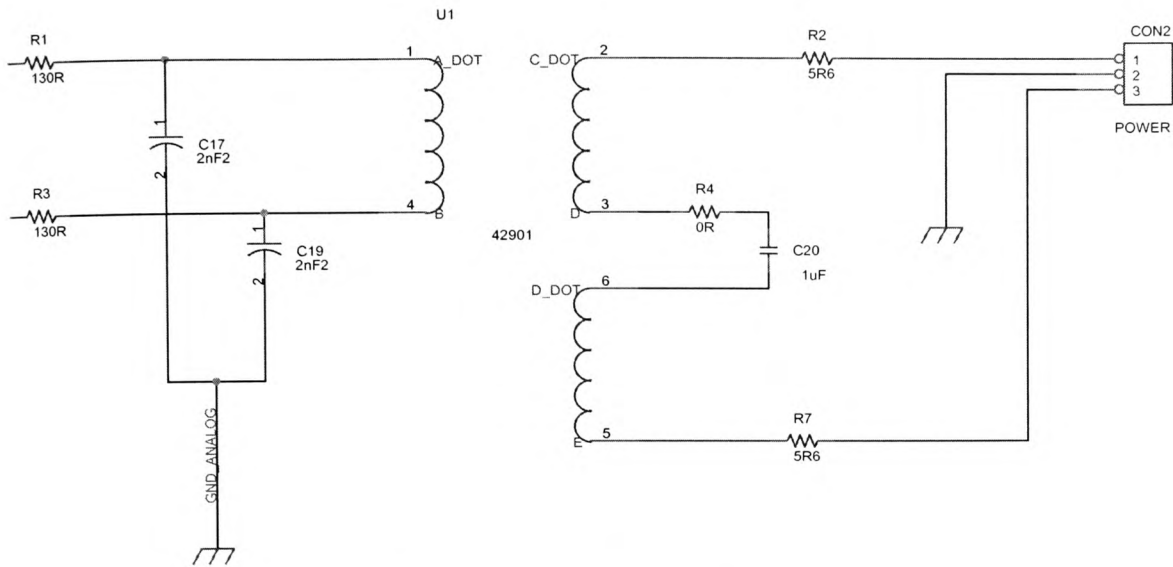 U1
R1
130R
1
A_DOT
C_DOT
2
R2
5R6
CON2
1
2
3
POWER
1
C17
2nF2
2
R3
130R
4
B
1
C19
2nF2
2
42901
D
3
R4
0R
C20
1uF
D_DOT
6
E
5
R7
5R6
GND_ANALOG